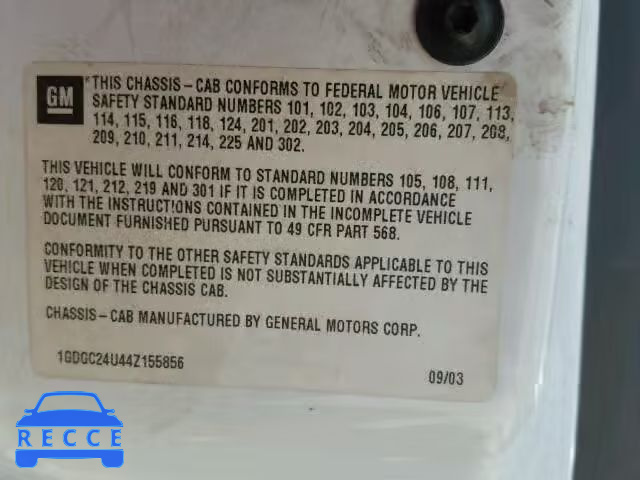 GM
*THIS CHASSIS-CAB CONFORMS TO FEDERAL MOTOR VEHICLE
SAFETY STANDARD NUMBERS 101, 102, 103, 104, 106, 107, 113,
114, 115, 116, 118, 124, 201, 202, 203, 204, 205, 206, 207, 208,
209, 210, 211, 214, 225 AND 302.
THIS VEHICLE WILL CONFORM TO STANDARD NUMBERS 105, 108, 111,
120, 121, 212, 219 AND 301 IF IT IS COMPLETED IN ACCORDANCE
WITH THE INSTRUCTIONS CONTAINED IN THE INCOMPLETE VEHICLE
DOCUMENT FURNISHED PURSUANT TO 49 CFR PART 568.
CONFORMITY TO THE OTHER SAFETY STANDARDS APPLICABLE TO THIS
VEHICLE WHEN COMPLETED IS NOT SUBSTANTIALLY AFFECTED BY THE
DESIGN OF THE CHASSIS CAB.
CHASSIS-CAB MANUFACTURED BY GENERAL MOTORS CORP.
1GDGC24U44Z155856
09/03
RECCE